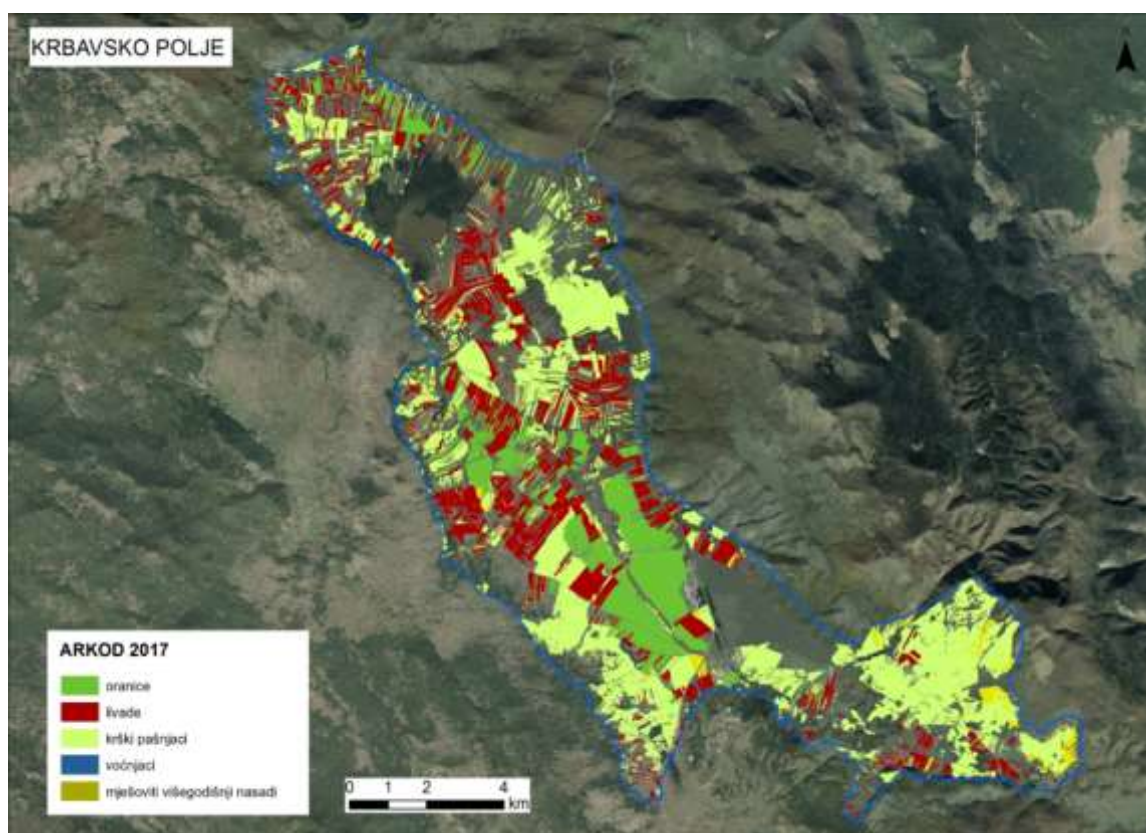 KRBAVSKO POLJE
ARKOD 2017
oranice
livade
krški pašnjaci
voćnjaci
mješoviti višegodišnji nasadi
0 1 2 4
km